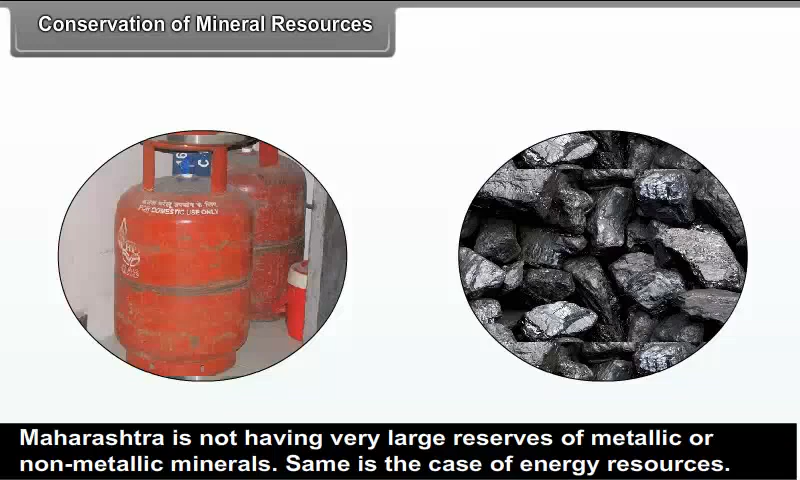 Conservation of Mineral Resources
FOR DOMESTIC USE ONLY
Maharashtra is not having very large reserves of metallic or
non-metallic minerals. Same is the case of energy resources.